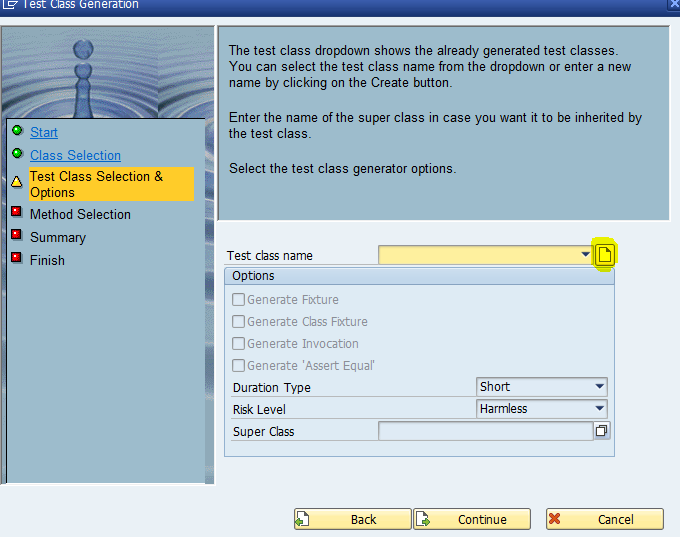 Test Class Generation
The test class dropdown shows the already generated test classes.
You can select the test class name from the dropdown or enter a new
name by clicking on the Create button.
Enter the name of the super class in case you want it to be inherited by
the test class.
Select the test class generator options.
Start
Class Selection
Test Class Selection &
Options
Method Selection
Summary
Finish
Test class name
Options
Generate Fixture
Generate Class Fixture
Generate Invocation
Generate 'Assert Equal'
Duration Type Short
Risk Level Harmless
Super Class
Back Continue Cancel